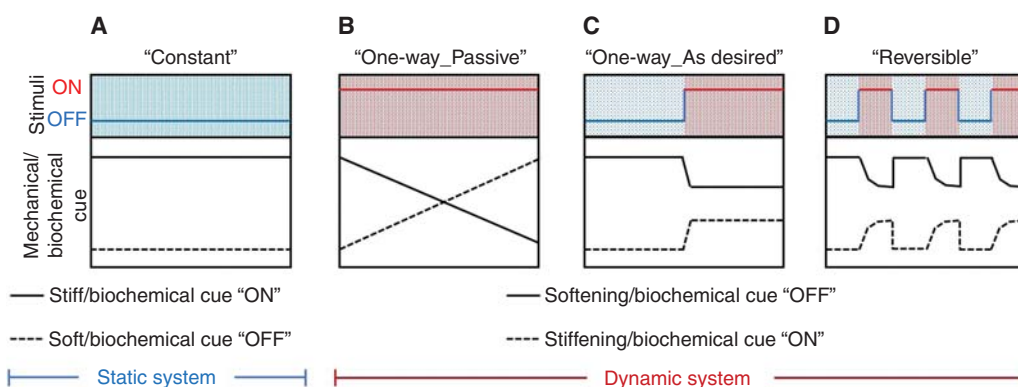 A B C D
“Constant” “One-way_Passive” “One-way_As desired” “Reversible”
Stimuli
ON
OFF
Mechanical/
biochemical
cue
Stiff/biochemical cue “ON” Softening/biochemical cue “OFF”
Soft/biochemical cue “OFF” Stiffening/biochemical cue “ON”
Static system Dynamic system